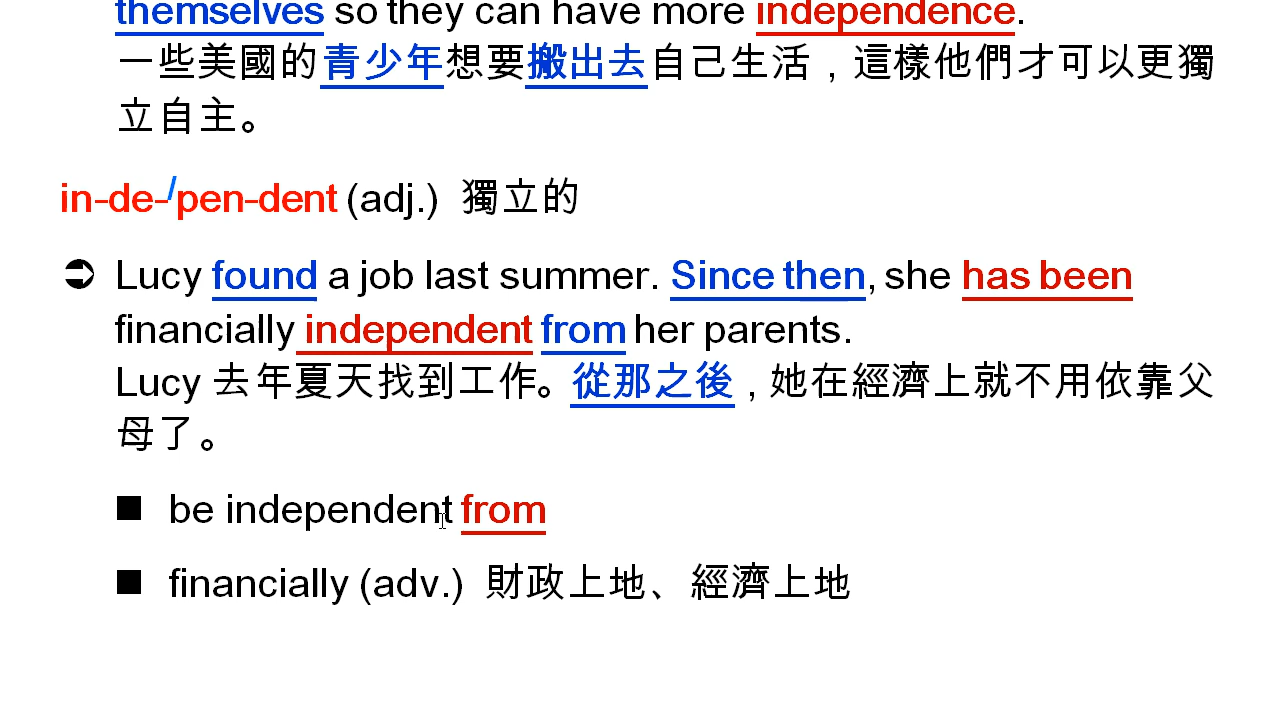 themselves so they can have more independence.
一些美國的青少年想要搬出去自己生活，這樣他們才可以更獨
立自主。
in-de-/pen-dent (adj.) 獨立的
➲ Lucy found a job last summer. Since then, she has been
financially independent from her parents.
Lucy 去年夏天找到工作。從那之後，她在經濟上就不用依靠父
母了。
■ be independent from
■ financially (adv.) 財政上地、經濟上地